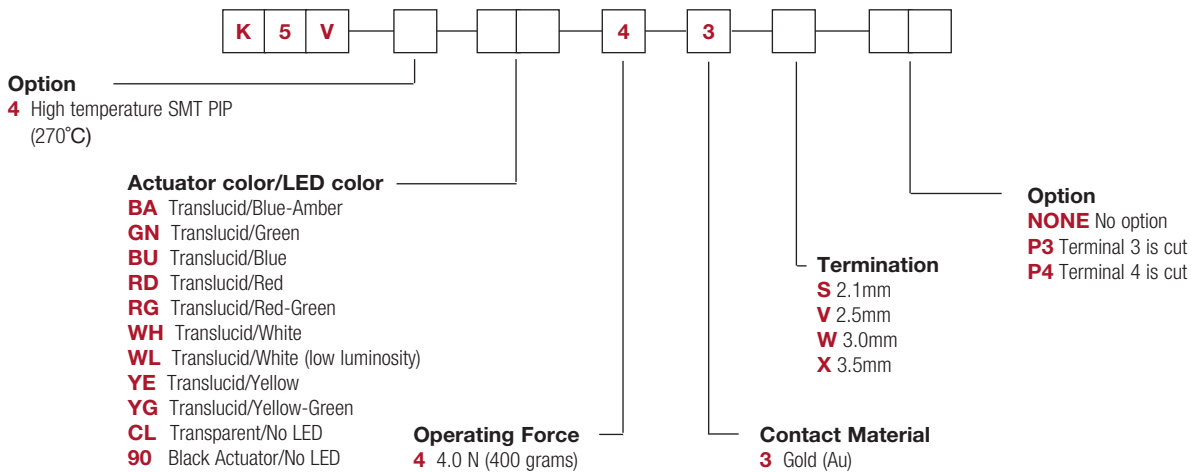 K 5 V 4 3
Option
4 High temperature SMT PIP
(270°C)
Actuator color/LED color
BA Translucid/Blue-Amber
GN Translucid/Green
BU Translucid/Blue
RD Translucid/Red
RG Translucid/Red-Green
WH Translucid/White
WL Translucid/White (low luminosity)
YE Translucid/Yellow
YG Translucid/Yellow-Green
CL Transparent/No LED
90 Black Actuator/No LED
Operating Force
4 4.0 N (400 grams)
Contact Material
3 Gold (Au)
Termination
S 2.1mm
V 2.5mm
W 3.0mm
X 3.5mm
Option
NONE No option
P3 Terminal 3 is cut
P4 Terminal 4 is cut